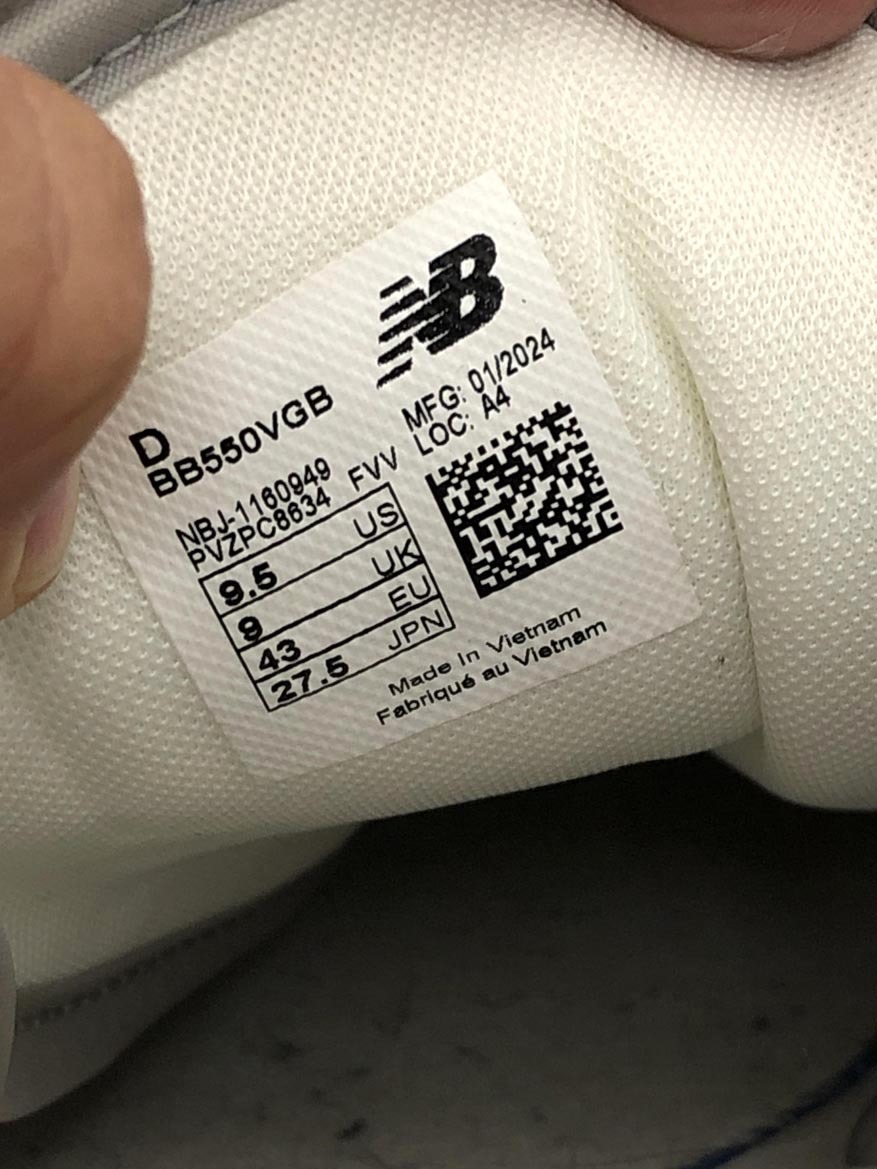 NB
D
BB550VGB
MFG: 01/2024
LOC: A4
NBJ-1160949
PVZPC8634 FVV
9.5 US
9 UK
43 EU
27.5 JPN
Made In Vietnam
Fabriqué au Vietnam